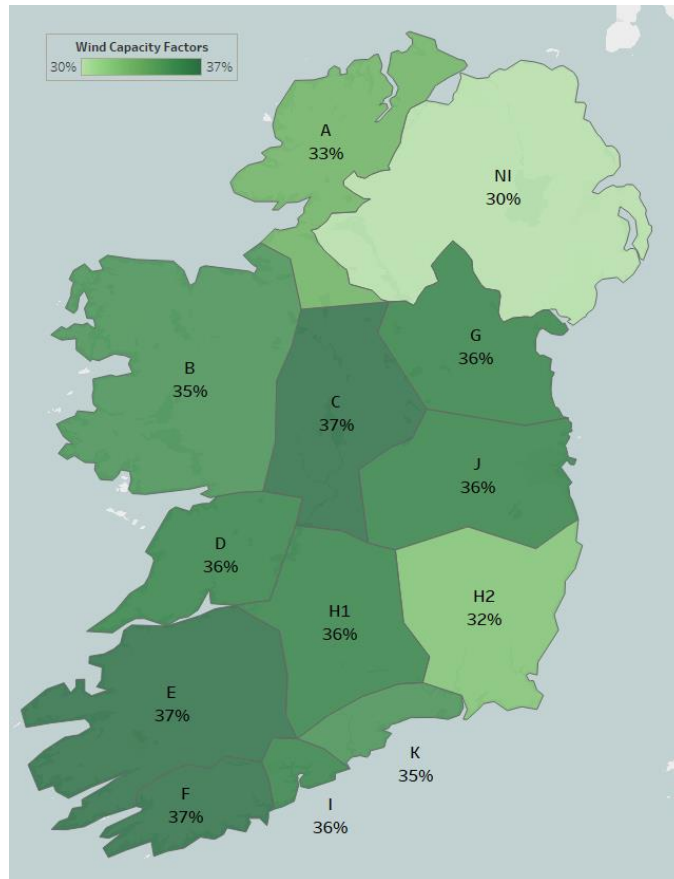 Wind Capacity Factors
30% 37%
A
33%
NI
30%
G
36%
B
35%
C
37%
J
36%
D
36%
H1
36%
H2
32%
E
37%
K
35%
F
37%
I
36%